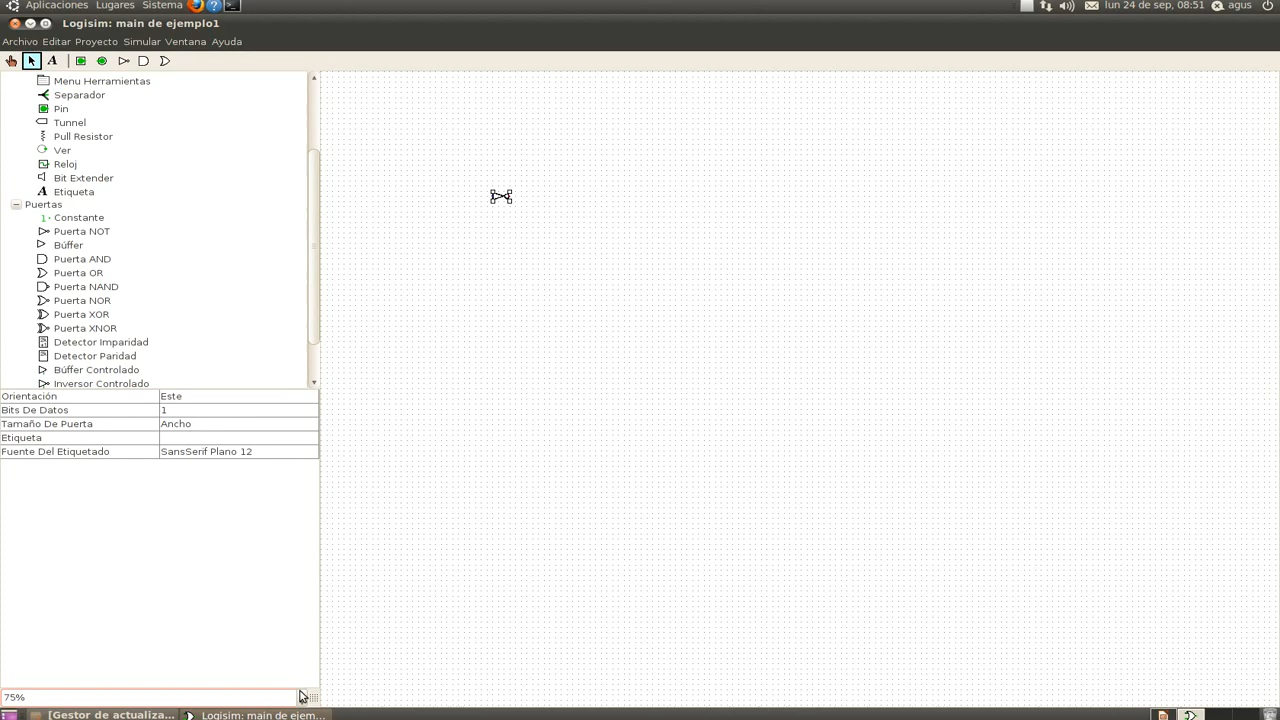 Aplicaciones Lugares Sistema lun 24 de sep, 08:51 agus
Logisim: main de ejemplo1
Archivo Editar Proyecto Simular Ventana Ayuda
A
Menu Herramientas
Separador
Pin
Tunnel
Pull Resistor
Ver
Reloj
Bit Extender
A Etiqueta
Puertas
1 Constante
Puerta NOT
Búffer
Puerta AND
Puerta OR
Puerta NAND
Puerta NOR
Puerta XOR
Puerta XNOR
Detector Imparidad
Detector Paridad
Búffer Controlado
Inversor Controlado
Orientación Este
Bits De Datos 1
Tamaño De Puerta Ancho
Etiqueta
Fuente Del Etiquetado SansSerif Plano 12
75%
[Gestor de actualiza... Logisim: main de ejem...